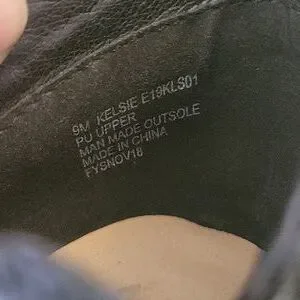 9M KELSIE E19KLS01
PU UPPER
MAN MADE OUTSOLE
MADE IN CHINA
FYSNOV18